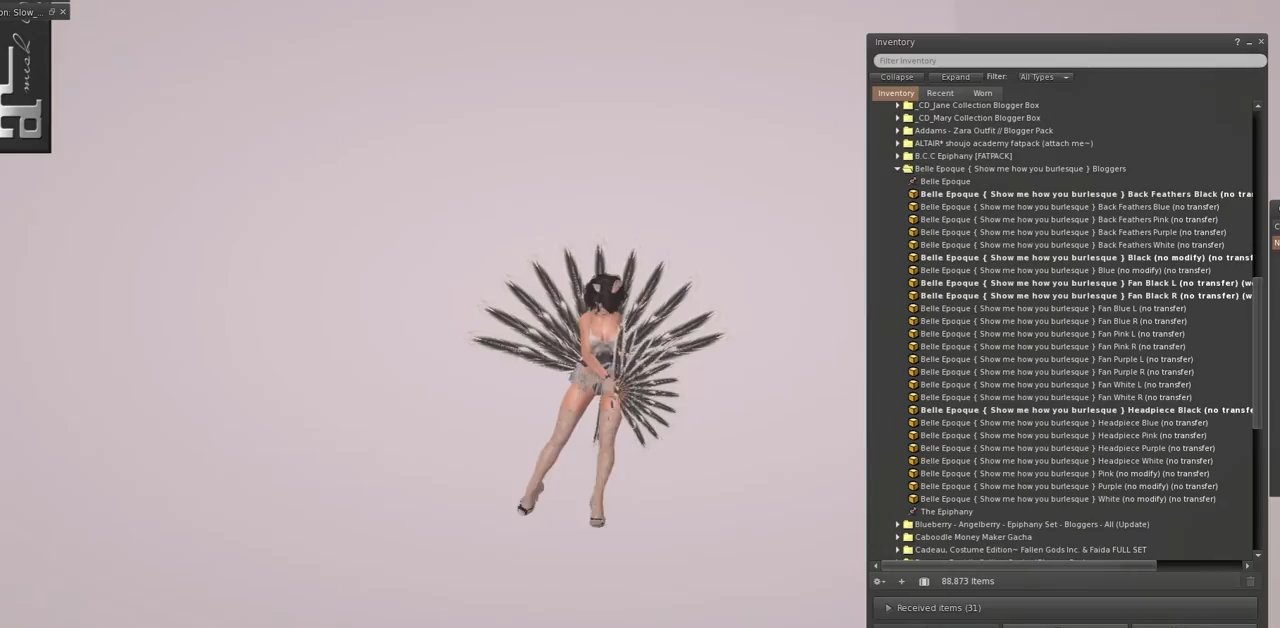 on: Slow_...
Inventory
?
Filter Inventory
Collapse Expand Filter: All Types
Inventory Recent Worn
_CD_Jane Collection Blogger Box
_CD_Mary Collection Blogger Box
Addams - Zara Outfit // Blogger Pack
ALTAIR* shoujo academy fatpack (attach me~)
B.C.C Epiphany [FATPACK]
Belle Epoque { Show me how you burlesque } Bloggers
Belle Epoque
Belle Epoque { Show me how you burlesque } Back Feathers Black (no tra
Belle Epoque { Show me how you burlesque } Back Feathers Blue (no transfer)
Belle Epoque { Show me how you burlesque } Back Feathers Pink (no transfer)
Belle Epoque { Show me how you burlesque } Back Feathers Purple (no transfer)
Belle Epoque { Show me how you burlesque } Back Feathers White (no transfer)
Belle Epoque { Show me how you burlesque } Black (no modify) (no transf
Belle Epoque { Show me how you burlesque } Blue (no modify) (no transfer)
Belle Epoque { Show me how you burlesque } Fan Black L (no transfer) (w
Belle Epoque { Show me how you burlesque } Fan Black R (no transfer) (w
Belle Epoque { Show me how you burlesque } Fan Blue L (no transfer)
Belle Epoque { Show me how you burlesque } Fan Blue R (no transfer)
Belle Epoque { Show me how you burlesque } Fan Pink L (no transfer)
Belle Epoque { Show me how you burlesque } Fan Pink R (no transfer)
Belle Epoque { Show me how you burlesque } Fan Purple L (no transfer)
Belle Epoque { Show me how you burlesque } Fan Purple R (no transfer)
Belle Epoque { Show me how you burlesque } Fan White L (no transfer)
Belle Epoque { Show me how you burlesque } Fan White R (no transfer)
Belle Epoque { Show me how you burlesque } Headpiece Black (no transfe
Belle Epoque { Show me how you burlesque } Headpiece Blue (no transfer)
Belle Epoque { Show me how you burlesque } Headpiece Pink (no transfer)
Belle Epoque { Show me how you burlesque } Headpiece Purple (no transfer)
Belle Epoque { Show me how you burlesque } Headpiece White (no transfer)
Belle Epoque { Show me how you burlesque } Pink (no modify) (no transfer)
Belle Epoque { Show me how you burlesque } Purple (no modify) (no transfer)
Belle Epoque { Show me how you burlesque } White (no modify) (no transfer)
The Epiphany
Blueberry - Angelberry - Epiphany Set - Bloggers - All (Update)
Caboodle Money Maker Gacha
Cadeau, Costume Edition~ Fallen Gods Inc. & Faida FULL SET
88,873 Items
Received items (31)